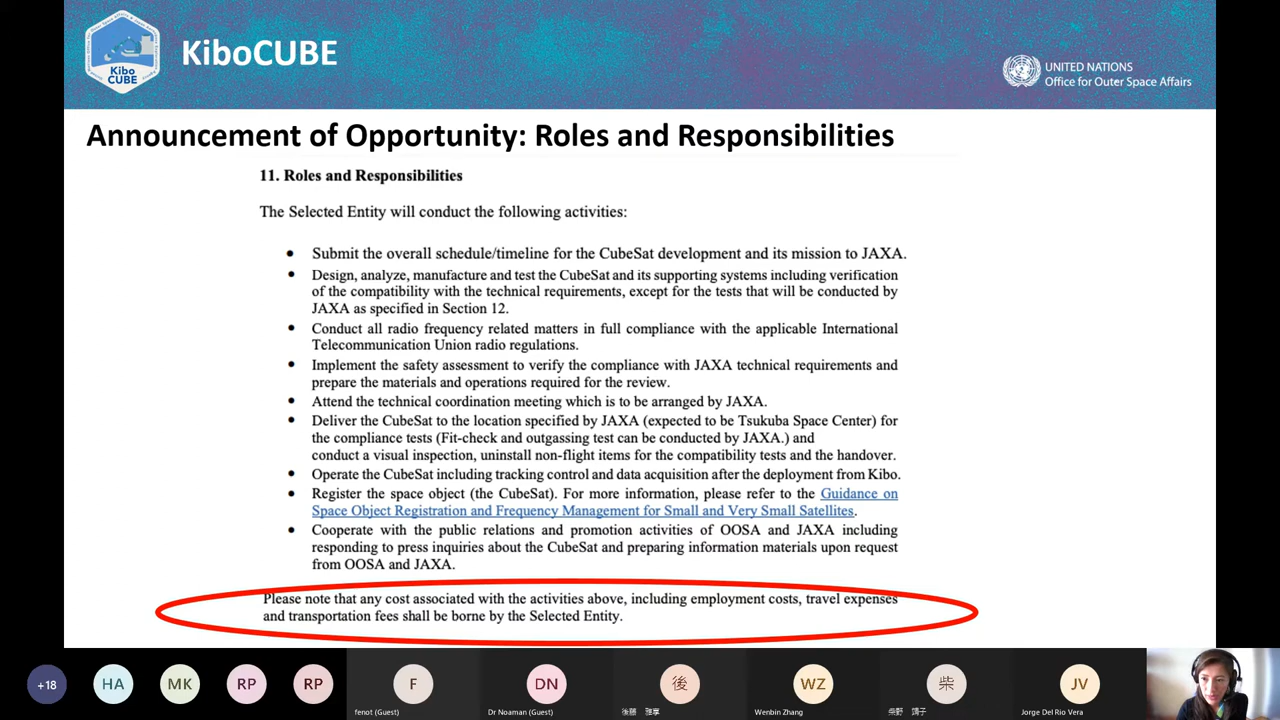 Kibo
CUBE
KiboCUBE
UNITED NATIONS
Office for Outer Space Affairs
Announcement of Opportunity: Roles and Responsibilities
11. Roles and Responsibilities
The Selected Entity will conduct the following activities:
• Submit the overall schedule/timeline for the CubeSat development and its mission to JAXA.
• Design, analyze, manufacture and test the CubeSat and its supporting systems including verification
of the compatibility with the technical requirements, except for the tests that will be conducted by
JAXA as specified in Section 12.
• Conduct all radio frequency related matters in full compliance with the applicable International
Telecommunication Union radio regulations.
• Implement the safety assessment to verify the compliance with JAXA technical requirements and
prepare the materials and operations required for the review.
• Attend the technical coordination meeting which is to be arranged by JAXA.
• Deliver the CubeSat to the location specified by JAXA (expected to be Tsukuba Space Center) for
the compliance tests (Fit-check and outgassing test can be conducted by JAXA.) and
conduct a visual inspection, uninstall non-flight items for the compatibility tests and the handover.
• Operate the CubeSat including tracking control and data acquisition after the deployment from Kibo.
• Register the space object (the CubeSat). For more information, please refer to the Guidance on
Space Object Registration and Frequency Management for Small and Very Small Satellites.
• Cooperate with the public relations and promotion activities of OOSA and JAXA including
responding to press inquiries about the CubeSat and preparing information materials upon request
from OOSA and JAXA.
Please note that any cost associated with the activities above, including employment costs, travel expenses
and transportation fees shall be borne by the Selected Entity.
+18 HA MK RP RP F DN 後 WZ 柴 JV
fenot (Guest) Dr Noaman (Guest) 後藤 雅享 Wenbin Zhang 柴野 靖子 Jorge Del Rio Vera